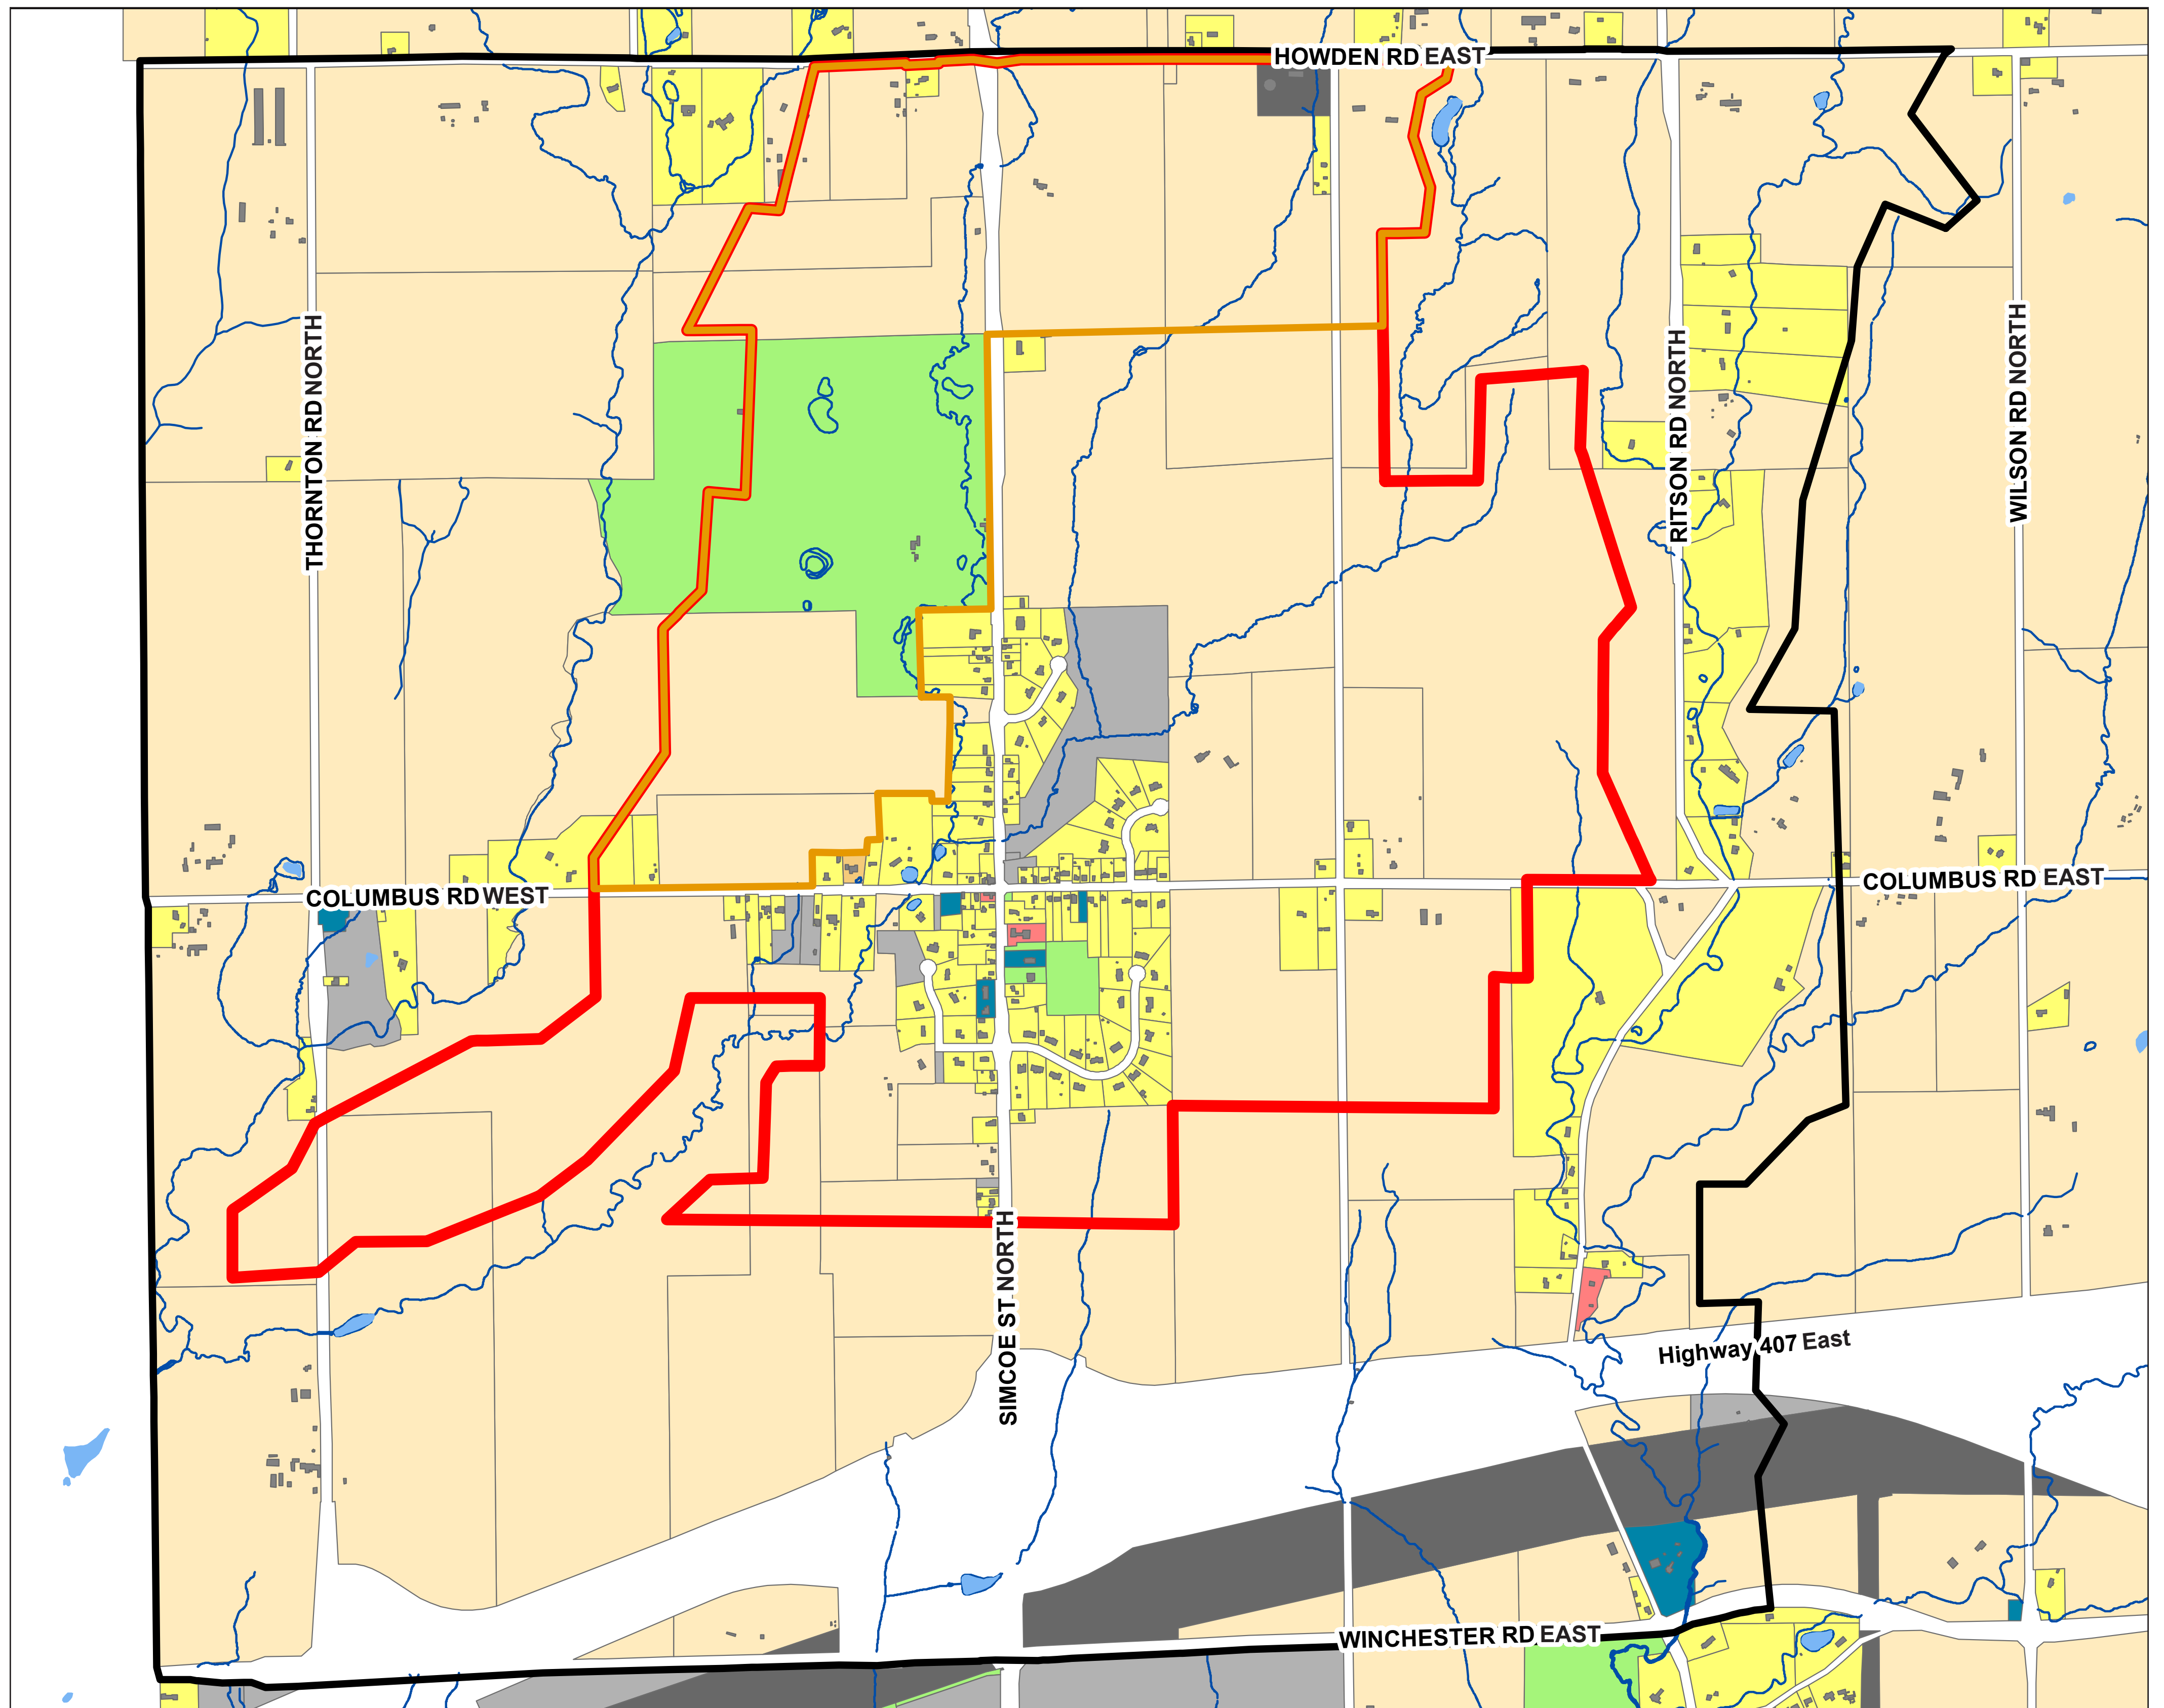 HOWDEN RD EAST
THORNTON RD NORTH
RITSON RD NORTH
WILSON RD NORTH
COLUMBUS RD WEST
COLUMBUS RD EAST
SIMCOE ST NORTH
Highway 407 East
WINCHESTER RD EAST